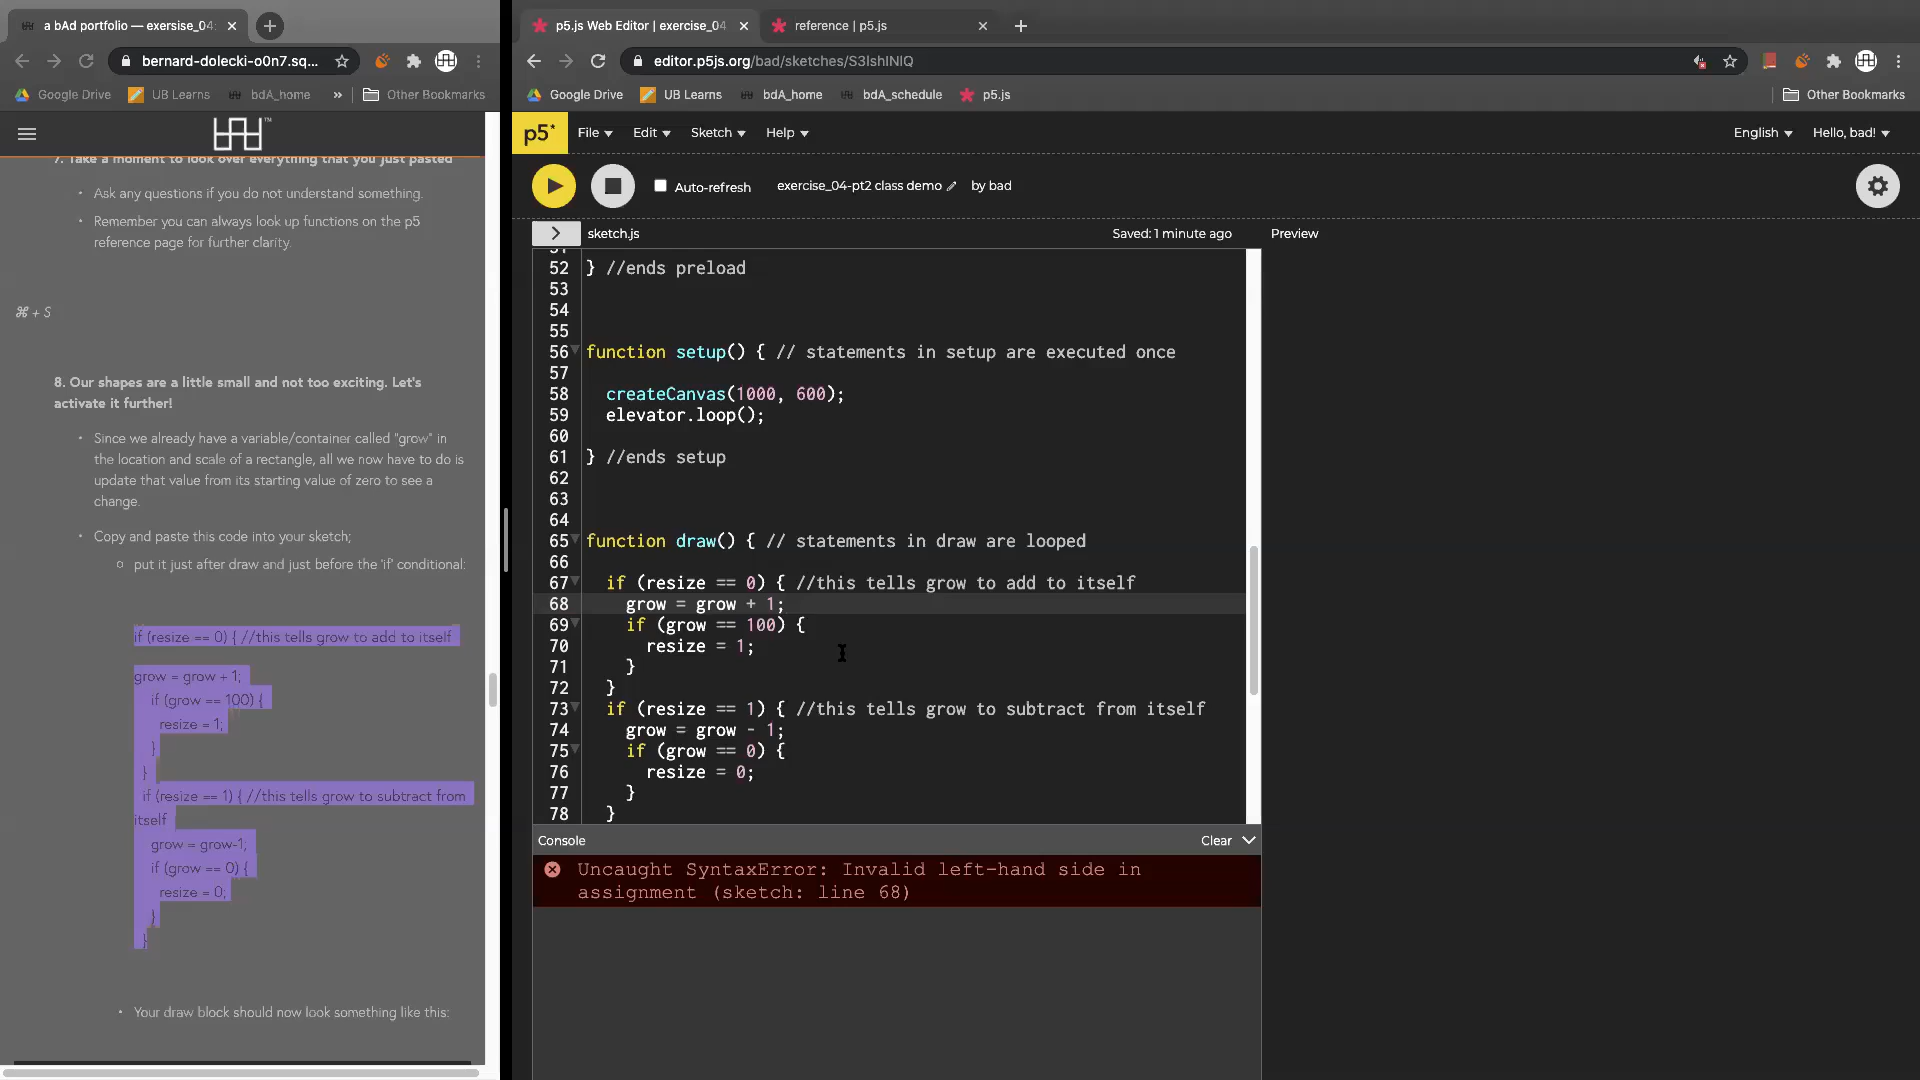 a bAd portfolio — exersise_04:
bernard-dolecki-o0n7.sq...
Google Drive
UB Learns
bdA_home
»
Other Bookmarks
7. Take a moment to look over everything that you just pasted
Ask any questions if you do not understand something.
Remember you can always look up functions on the p5
reference page for further clarity.
⌘ + S
8. Our shapes are a little small and not too exciting. Let's
activate it further!
Since we already have a variable/container called "grow" in
the location and scale of a rectangle, all we now have to do is
update that value from its starting value of zero to see a
change.
Copy and paste this code into your sketch;
put it just after draw and just before the 'if' conditional:
if (resize == 0) { //this tells grow to add to itself
grow = grow + 1;
if (grow == 100) {
resize = 1;
}
}
if (resize == 1) { //this tells grow to subtract from
itself
grow = grow-1;
if (grow == 0) {
resize = 0;
}
}
Your draw block should now look something like this:
p5.js Web Editor | exercise_04
reference | p5.js
editor.p5js.org/bad/sketches/S3IshINIQ
Google Drive
UB Learns
bdA_home
bdA_schedule
p5.js
Other Bookmarks
p5*
File
Edit
Sketch
Help
English
Hello, bad!
Auto-refresh
exercise_04-pt2 class demo
by bad
sketch.js
Saved: 1 minute ago
Preview
51
52 } //ends preload
53
54
55
56 function setup() { // statements in setup are executed once
57
58 createCanvas(1000, 600);
59 elevator.loop();
60
61 } //ends setup
62
63
64
65 function draw() { // statements in draw are looped
66
67 if (resize == 0) { //this tells grow to add to itself
68 grow = grow + 1;
69 if (grow == 100) {
70 resize = 1;
71 }
72 }
73 if (resize == 1) { //this tells grow to subtract from itself
74 grow = grow - 1;
75 if (grow == 0) {
76 resize = 0;
77 }
78 }
Console
Clear
Uncaught SyntaxError: Invalid left-hand side in
assignment (sketch: line 68)